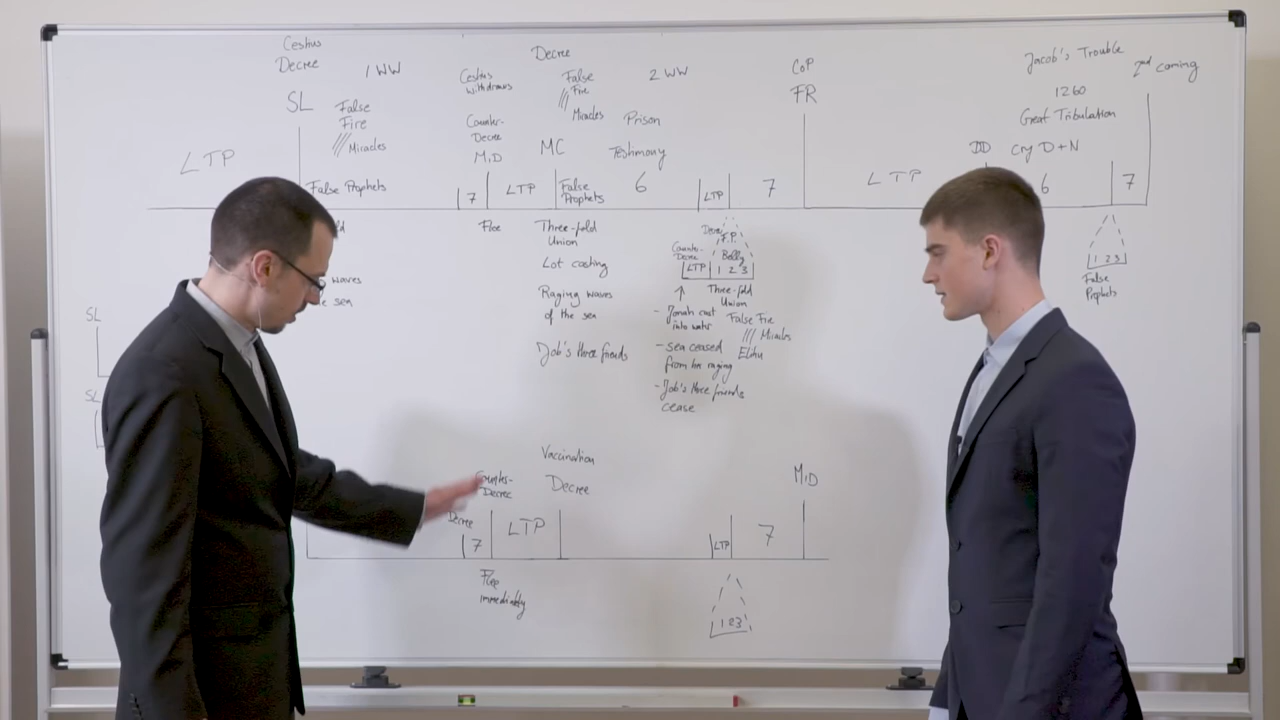 Cestius
Decree
1 WW
SL
False
Fire
Miracles
LTP
False Prophets
Cestius
withdraws
Counter-
Decree
MiD
7
LTP
Decree
False
Fire
Miracles
MC
False
Prophets
2 WW
Prison
Testimony
6
LTP
7
CoP
FR
LTP
Jacob's Trouble
2nd coming
1260
Great Tribulation
DD
cry D+N
6
7
waves
sea
Flee
Three-fold
Union
Lot casting
Raging waves
of the sea
Job's three friends
Counter-
Decree
LTP
F.P.
Belly
1 2 3
Three-fold
Union
- Jonah cast
into water
False Fire
Miracles
- sea ceased
from her raging
Elihu
- Job's three friends
cease
1 2 3
False
Prophets
SL
SL
Vaccination
Counter-
Decree
Decree
Decree
7
LTP
LTP
7
MiD
Flee
immediately
1 2 3